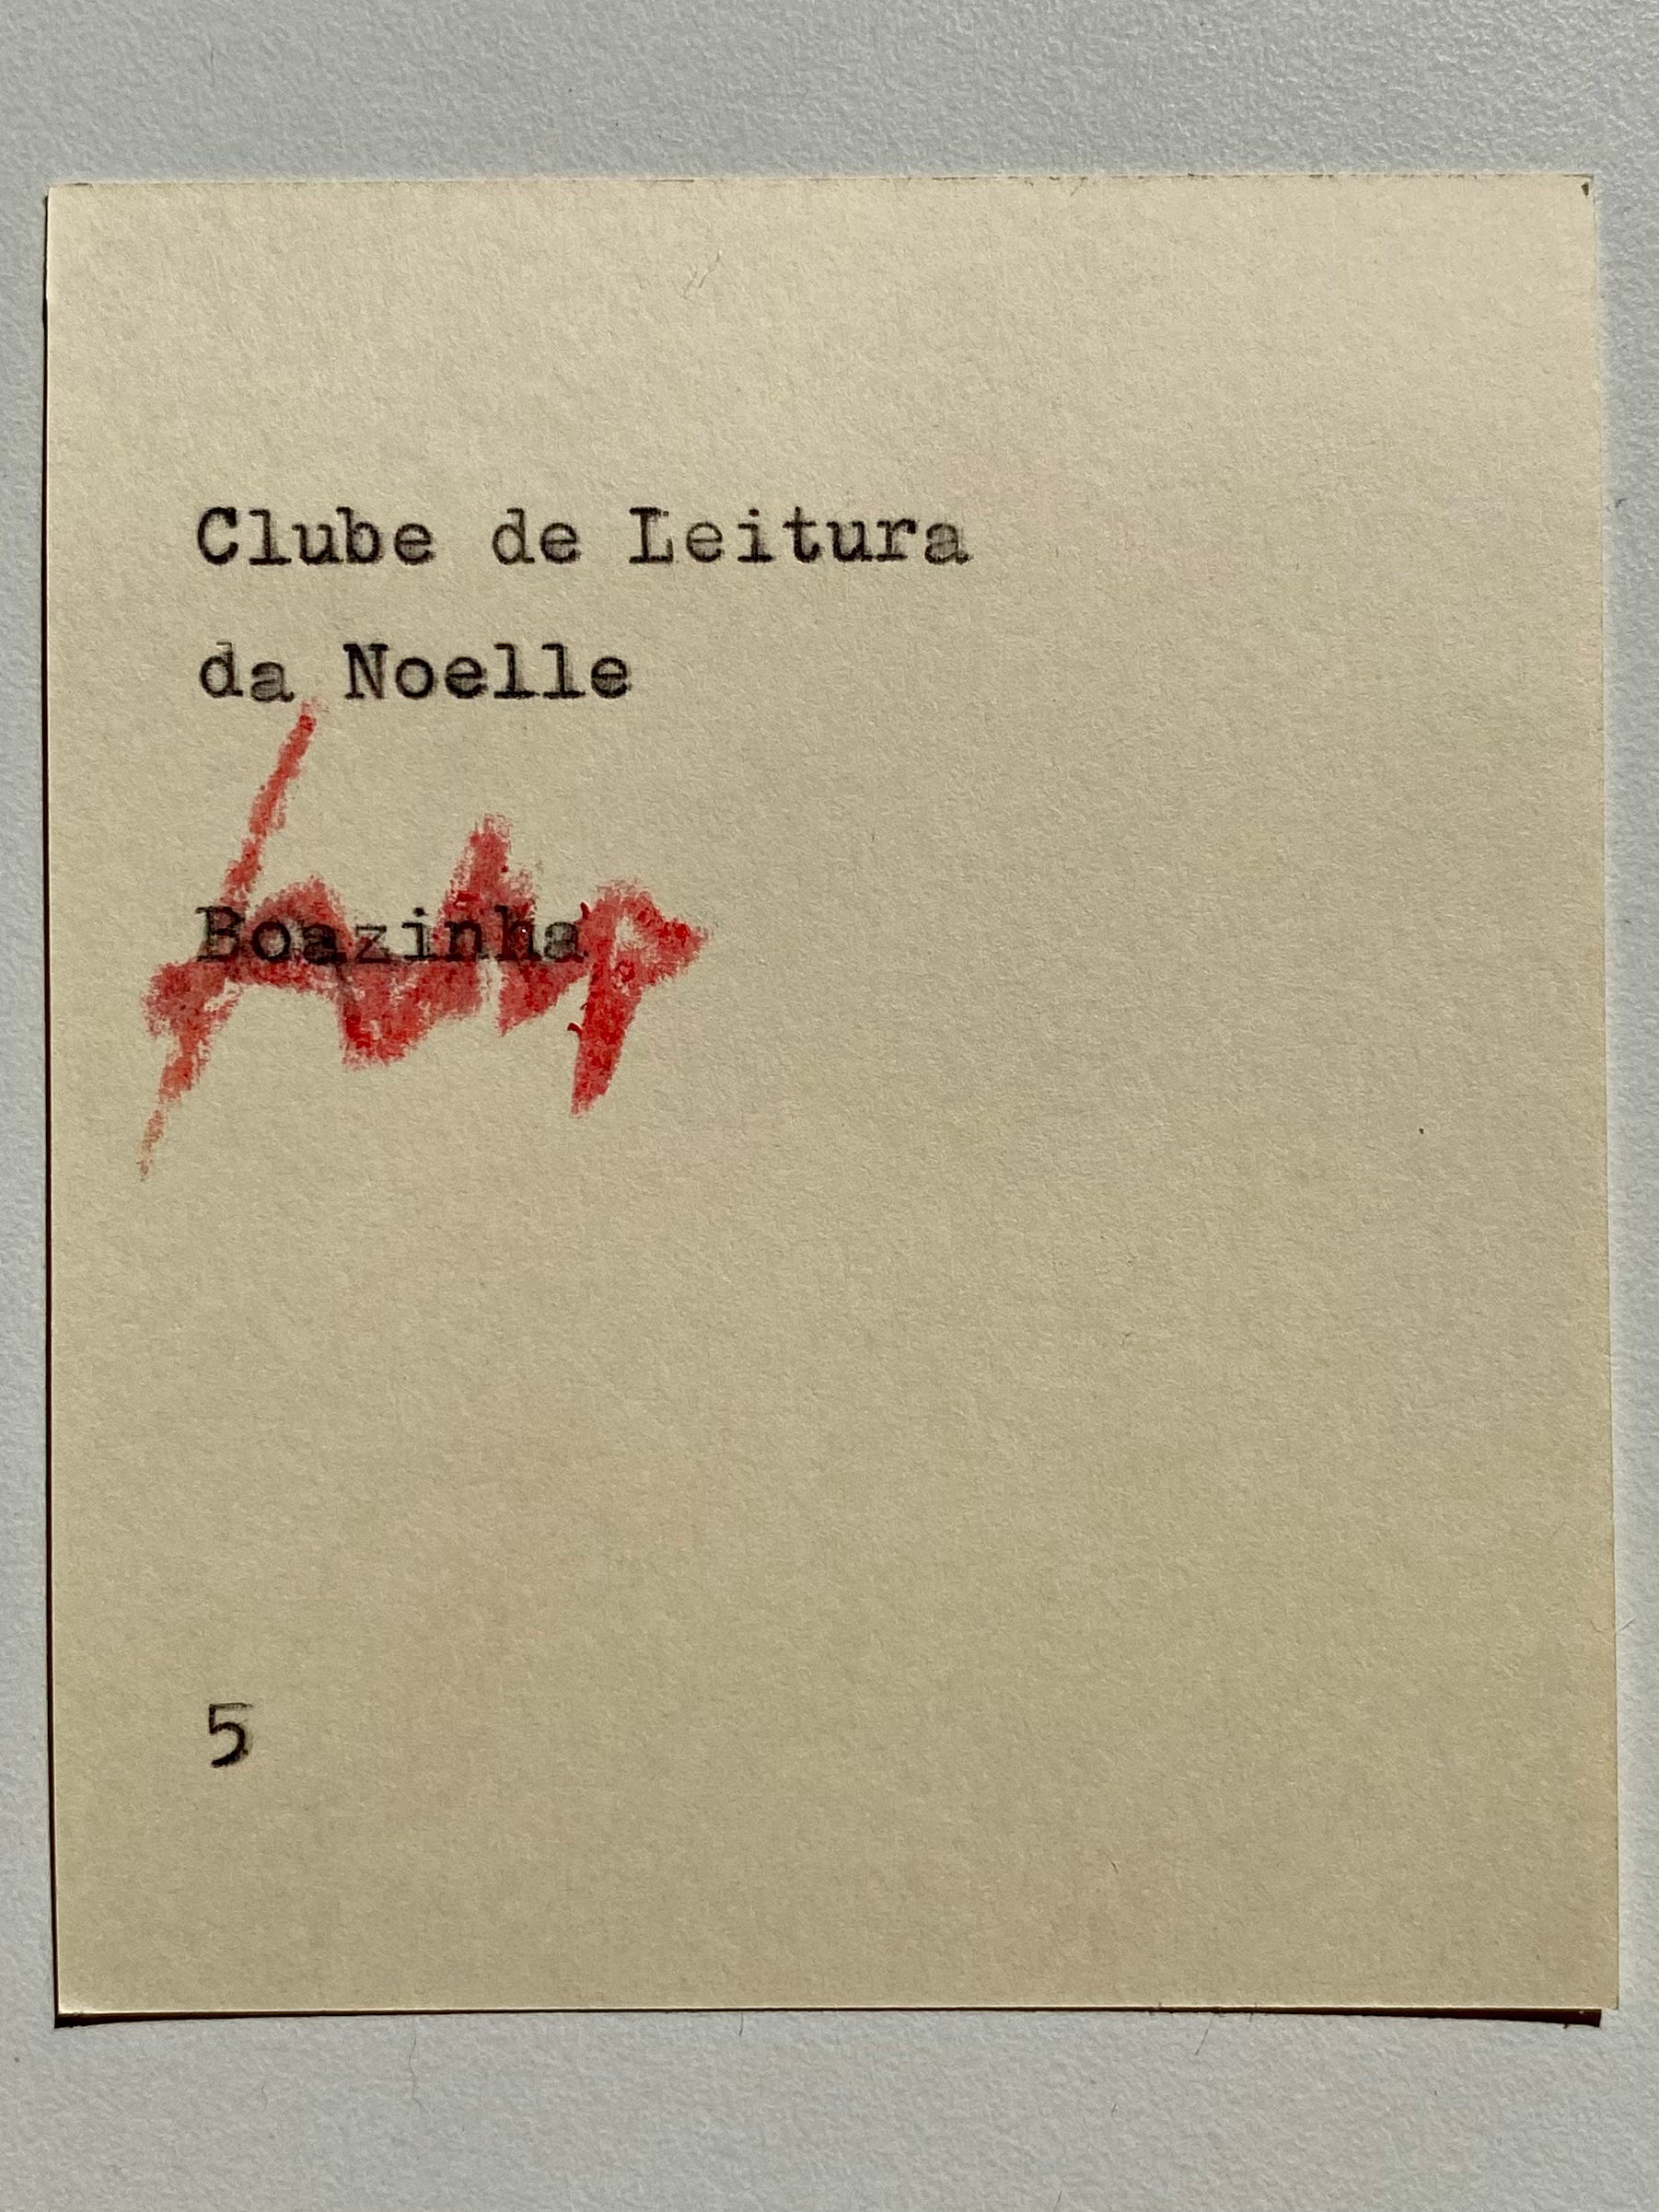 Clube de Leitura
da Noelle
Boazinha
5